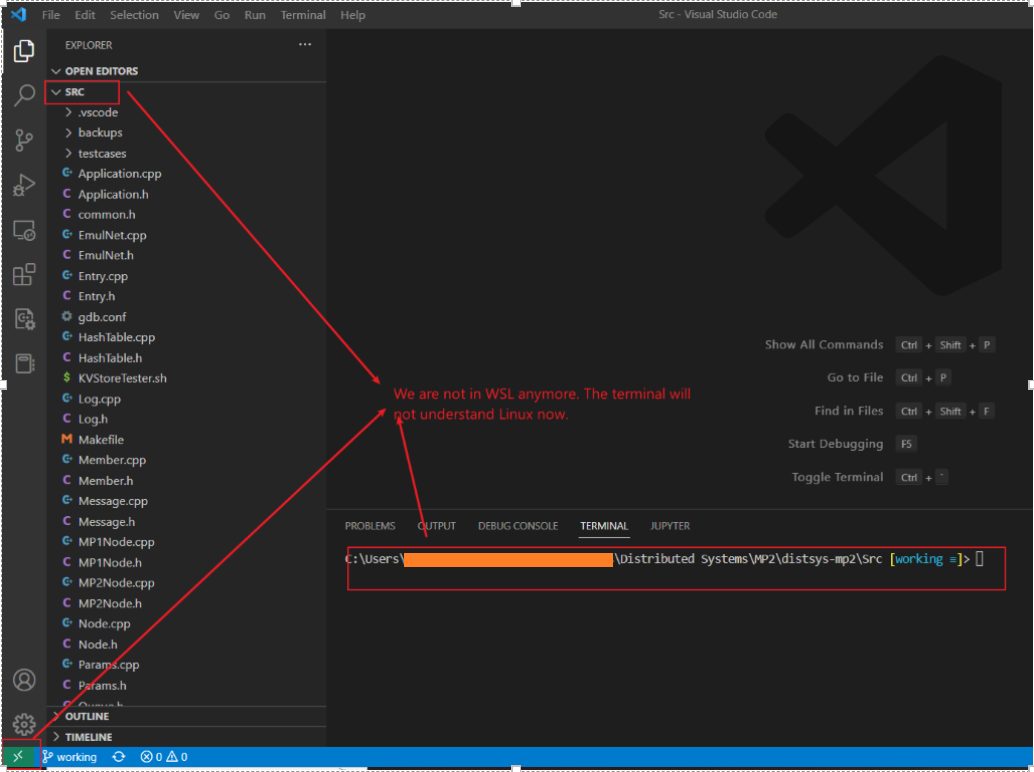 File Edit Selection View Go Run Terminal Help
Src - Visual Studio Code
EXPLORER
OPEN EDITORS
SRC
.vscode
backups
testcases
Application.cpp
Application.h
common.h
EmulNet.cpp
EmulNet.h
Entry.cpp
Entry.h
gdb.conf
HashTable.cpp
HashTable.h
KVStoreTester.sh
Log.cpp
Log.h
Makefile
Member.cpp
Member.h
Message.cpp
Message.h
MP1Node.cpp
MP1Node.h
MP2Node.cpp
MP2Node.h
Node.cpp
Node.h
Params.cpp
Params.h
OUTLINE
TIMELINE
We are not in WSL anymore. The terminal will
not understand Linux now.
Show All Commands Ctrl + Shift + P
Go to File Ctrl + P
Find in Files Ctrl + Shift + F
Start Debugging F5
Toggle Terminal Ctrl + `
PROBLEMS OUTPUT DEBUG CONSOLE TERMINAL JUPYTER
C:\Users\ \Distributed Systems\MP2\distsys-mp2\Src [working ≡]>
working 0 0